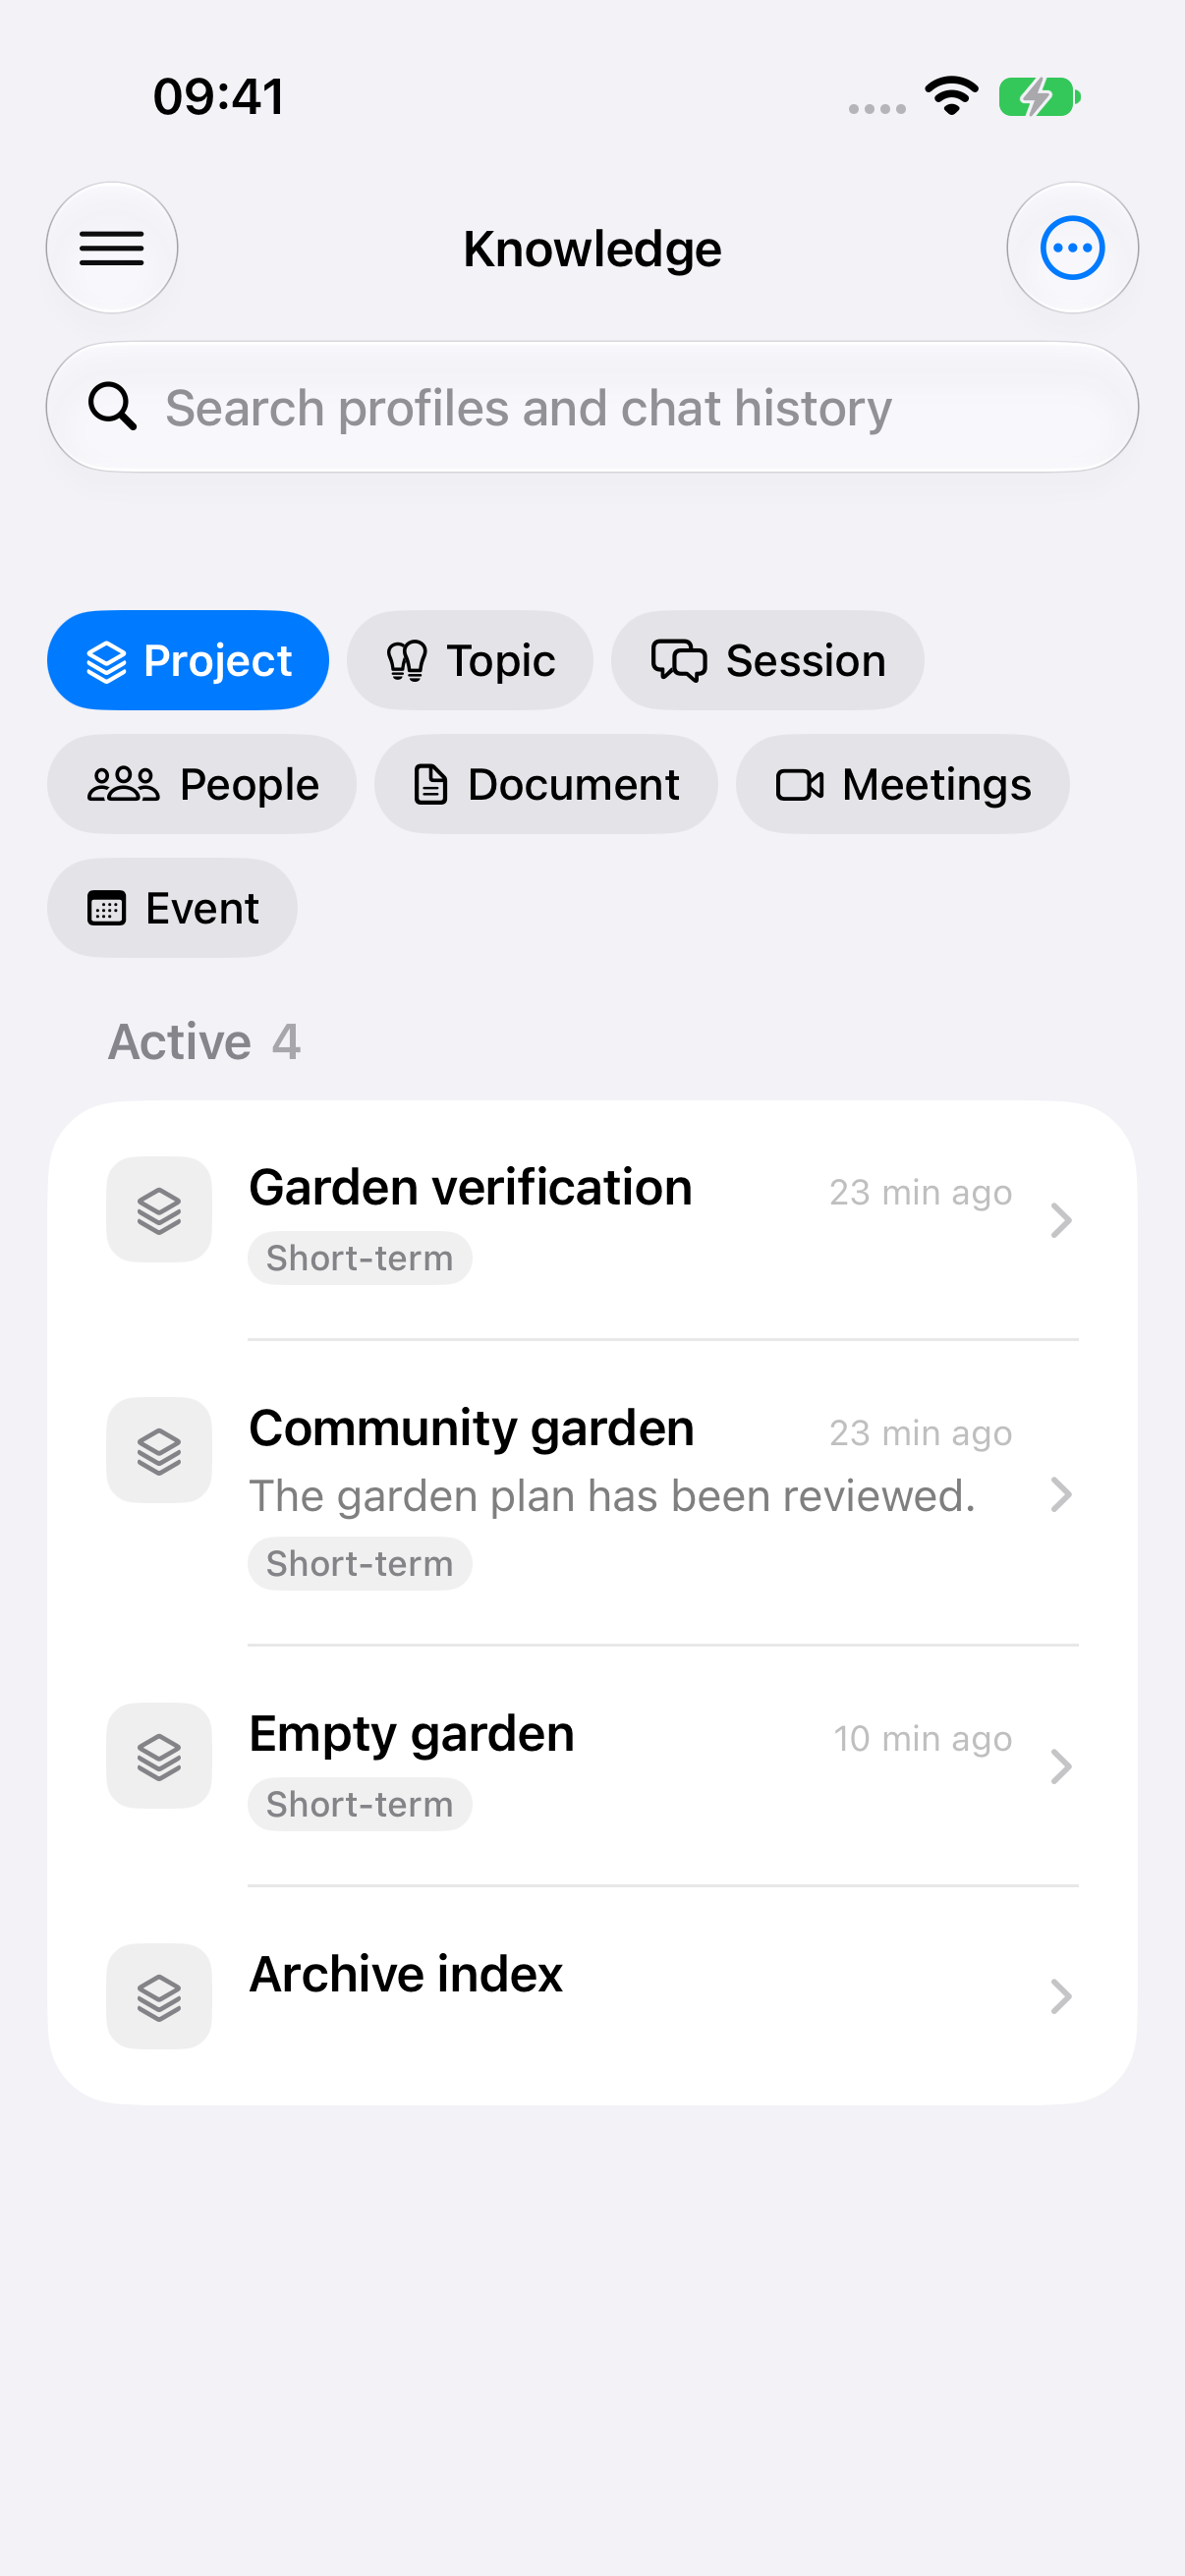 09:41
Knowledge
Search profiles and chat history
Project
Topic
Session
People
Document
Meetings
Event
Active 4
Garden verification
23 min ago
Short-term
Community garden
23 min ago
The garden plan has been reviewed.
Short-term
Empty garden
10 min ago
Short-term
Archive index